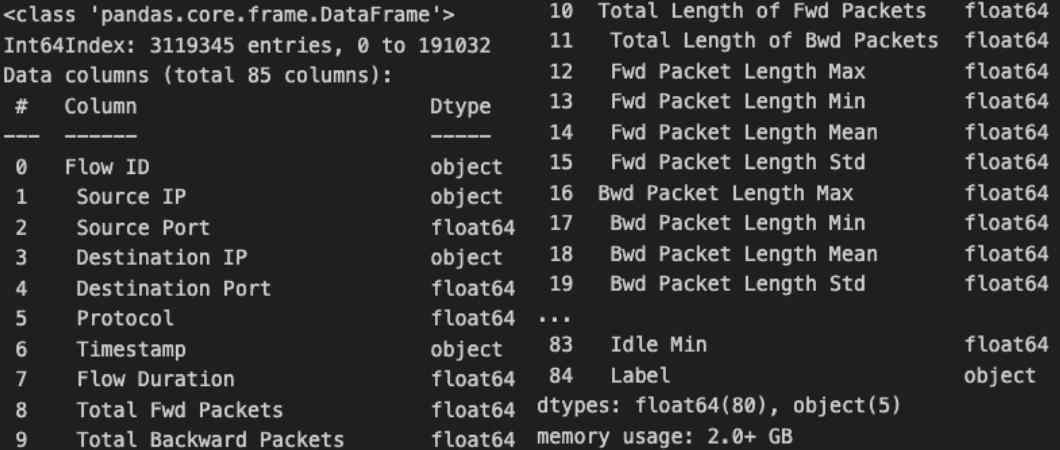 <class 'pandas.core.frame.DataFrame'>
Int64Index: 3119345 entries, 0 to 191032
Data columns (total 85 columns):
 #   Column                        Dtype
---  ------                        -----
 0   Flow ID                       object
 1    Source IP                    object
 2    Source Port                  float64
 3    Destination IP               object
 4    Destination Port             float64
 5    Protocol                     float64
 6    Timestamp                    object
 7    Flow Duration                float64
 8    Total Fwd Packets            float64
 9    Total Backward Packets       float64
 10  Total Length of Fwd Packets   float64
 11   Total Length of Bwd Packets  float64
 12   Fwd Packet Length Max        float64
 13   Fwd Packet Length Min        float64
 14   Fwd Packet Length Mean       float64
 15   Fwd Packet Length Std        float64
 16  Bwd Packet Length Max         float64
 17   Bwd Packet Length Min        float64
 18   Bwd Packet Length Mean       float64
 19   Bwd Packet Length Std        float64
...
 83   Idle Min                     float64
 84   Label                        object
dtypes: float64(80), object(5)
memory usage: 2.0+ GB